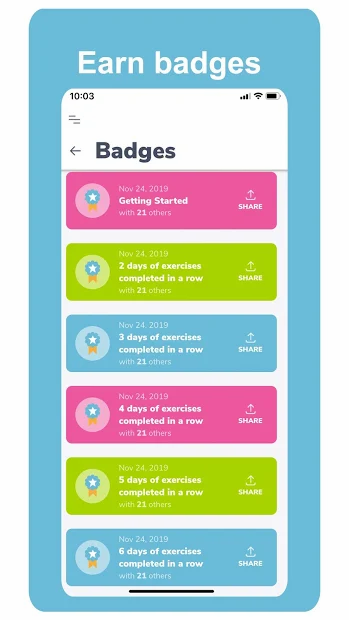 Earn badges
10:03
Badges
Nov 24, 2019
Getting Started
with 21 others
SHARE
Nov 24, 2019
2 days of exercises
completed in a row
with 21 others
SHARE
Nov 24, 2019
3 days of exercises
completed in a row
with 21 others
SHARE
Nov 24, 2019
4 days of exercises
completed in a row
with 21 others
SHARE
Nov 24, 2019
5 days of exercises
completed in a row
with 21 others
SHARE
Nov 24, 2019
6 days of exercises
completed in a row
with 21 others
SHARE